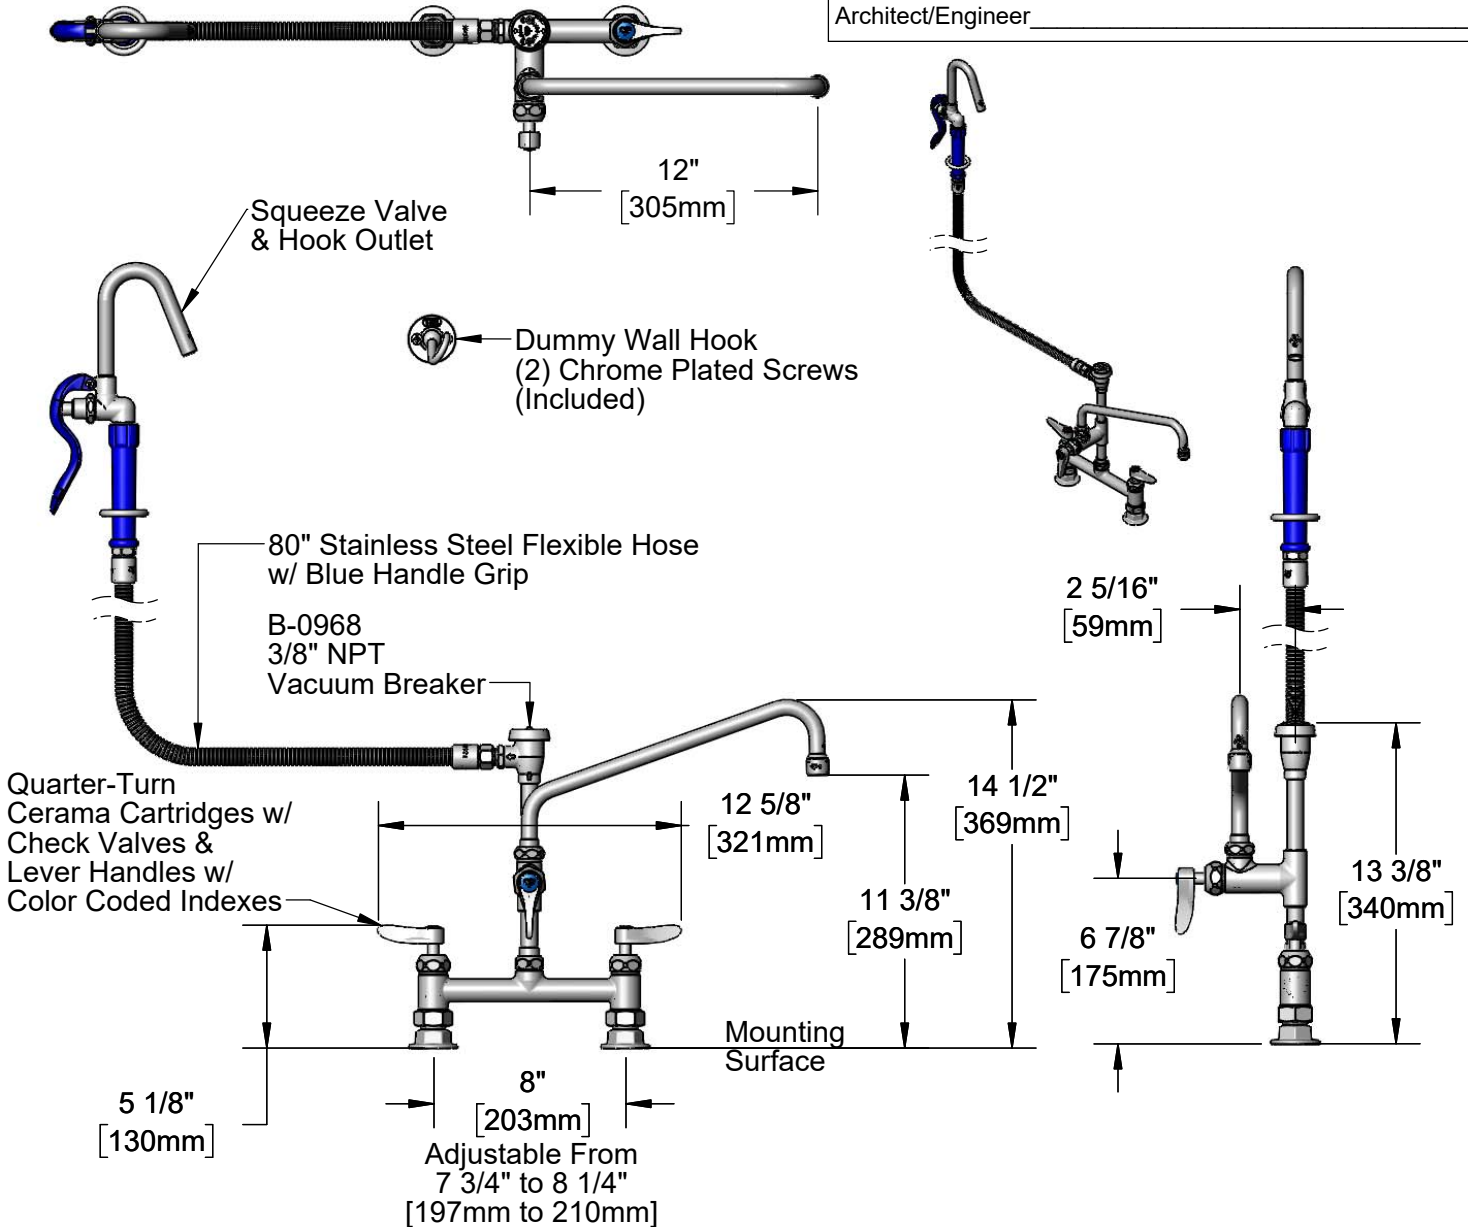 Architect/Engineer
12"
[305mm]
Squeeze Valve
& Hook Outlet
Dummy Wall Hook
(2) Chrome Plated Screws
(Included)
80" Stainless Steel Flexible Hose
w/ Blue Handle Grip
B-0968
3/8" NPT
Vacuum Breaker
2 5/16"
[59mm]
Quarter-Turn
Cerama Cartridges w/
Check Valves &
Lever Handles w/
Color Coded Indexes
12 5/8"
[321mm]
14 1/2"
[369mm]
11 3/8"
[289mm]
13 3/8"
[340mm]
6 7/8"
[175mm]
Mounting
Surface
5 1/8"
[130mm]
8"
[203mm]
Adjustable From
7 3/4" to 8 1/4"
[197mm to 210mm]